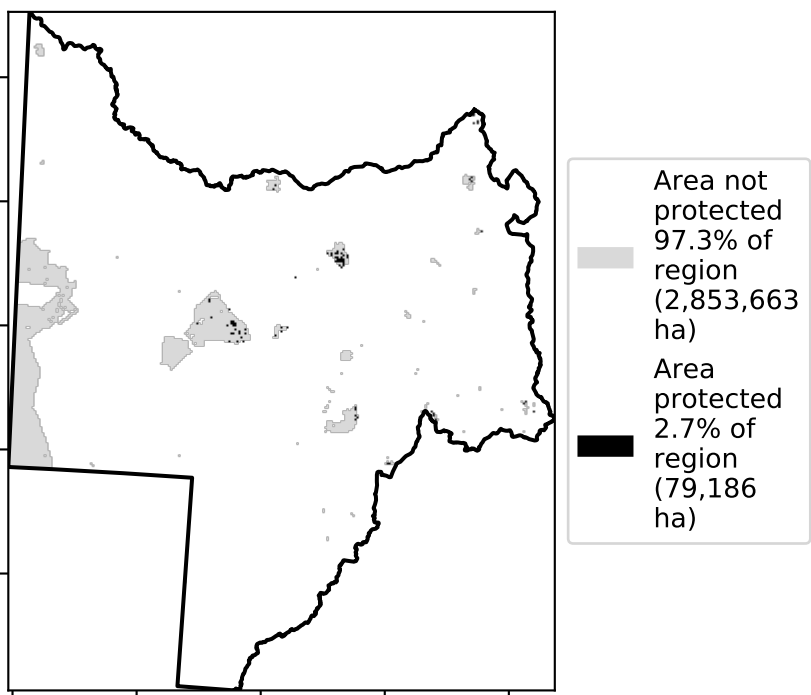 Area not
protected
97.3% of
region
(2,853,663
ha)
Area
protected
2.7% of
region
(79,186
ha)